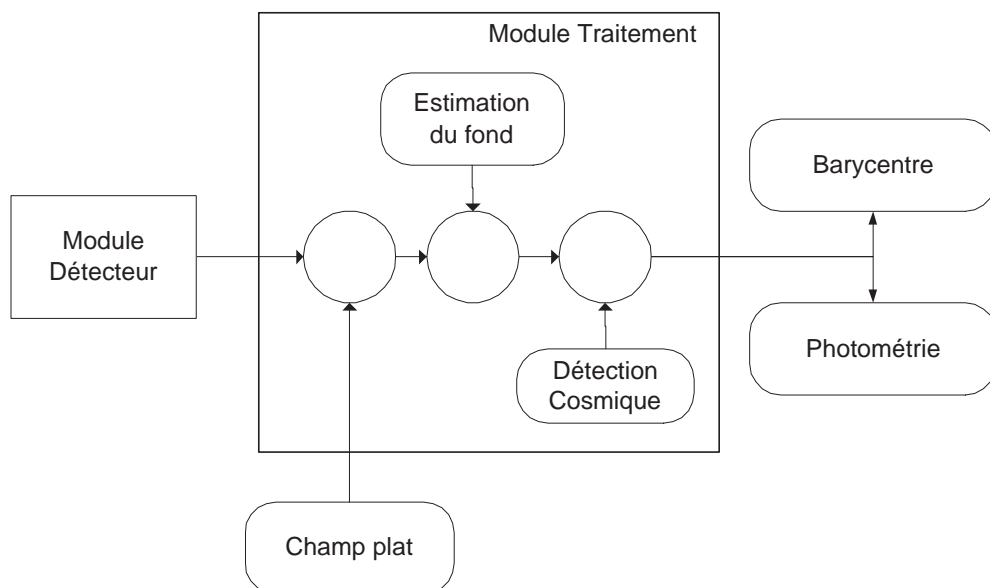 Module Traitement
Estimation
du fond
Barycentre
Module
Détecteur
Photométrie
Détection
Cosmique
Champ plat